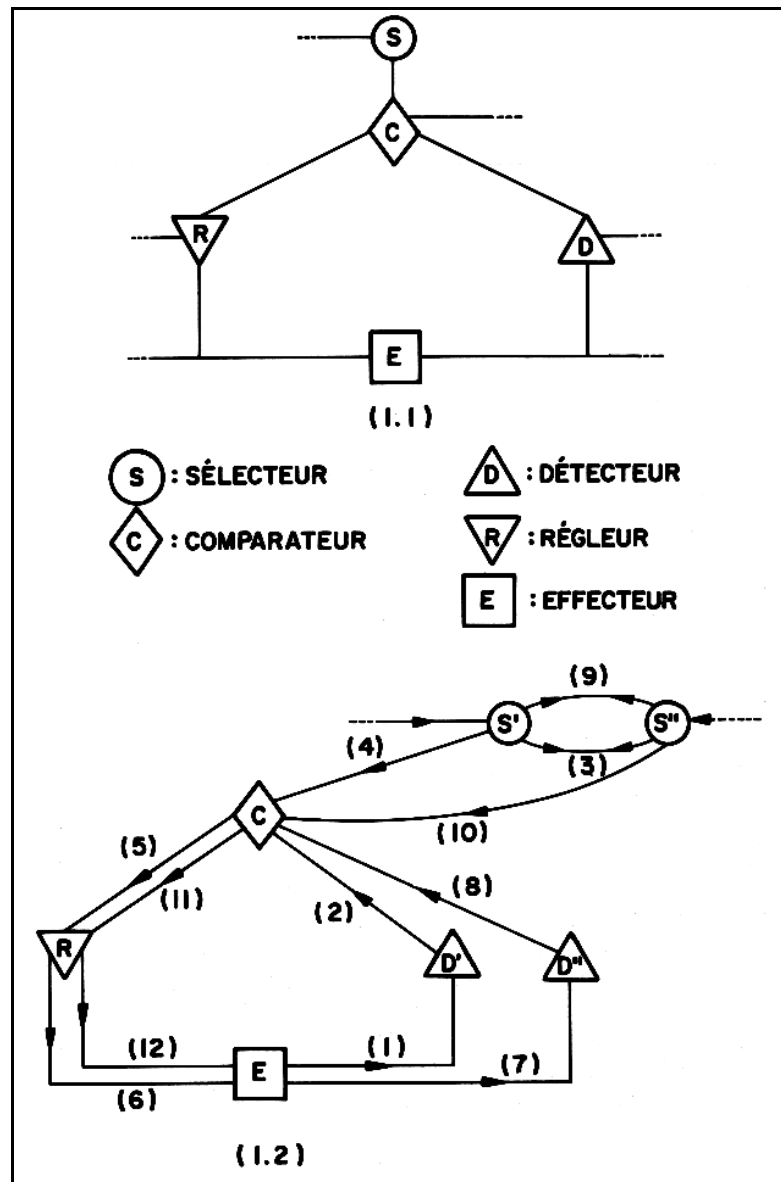 S
C
R
D
E
(1.1)
S : SÉLECTEUR
D : DÉTECTEUR
C : COMPARATEUR
R : RÉGLEUR
E : EFFECTEUR
(9)
S' S"
(4) (3)
C
(10)
(5)
(11) (2) (8)
R D' D"
(12) E (1)
(6) (7)
(1.2)